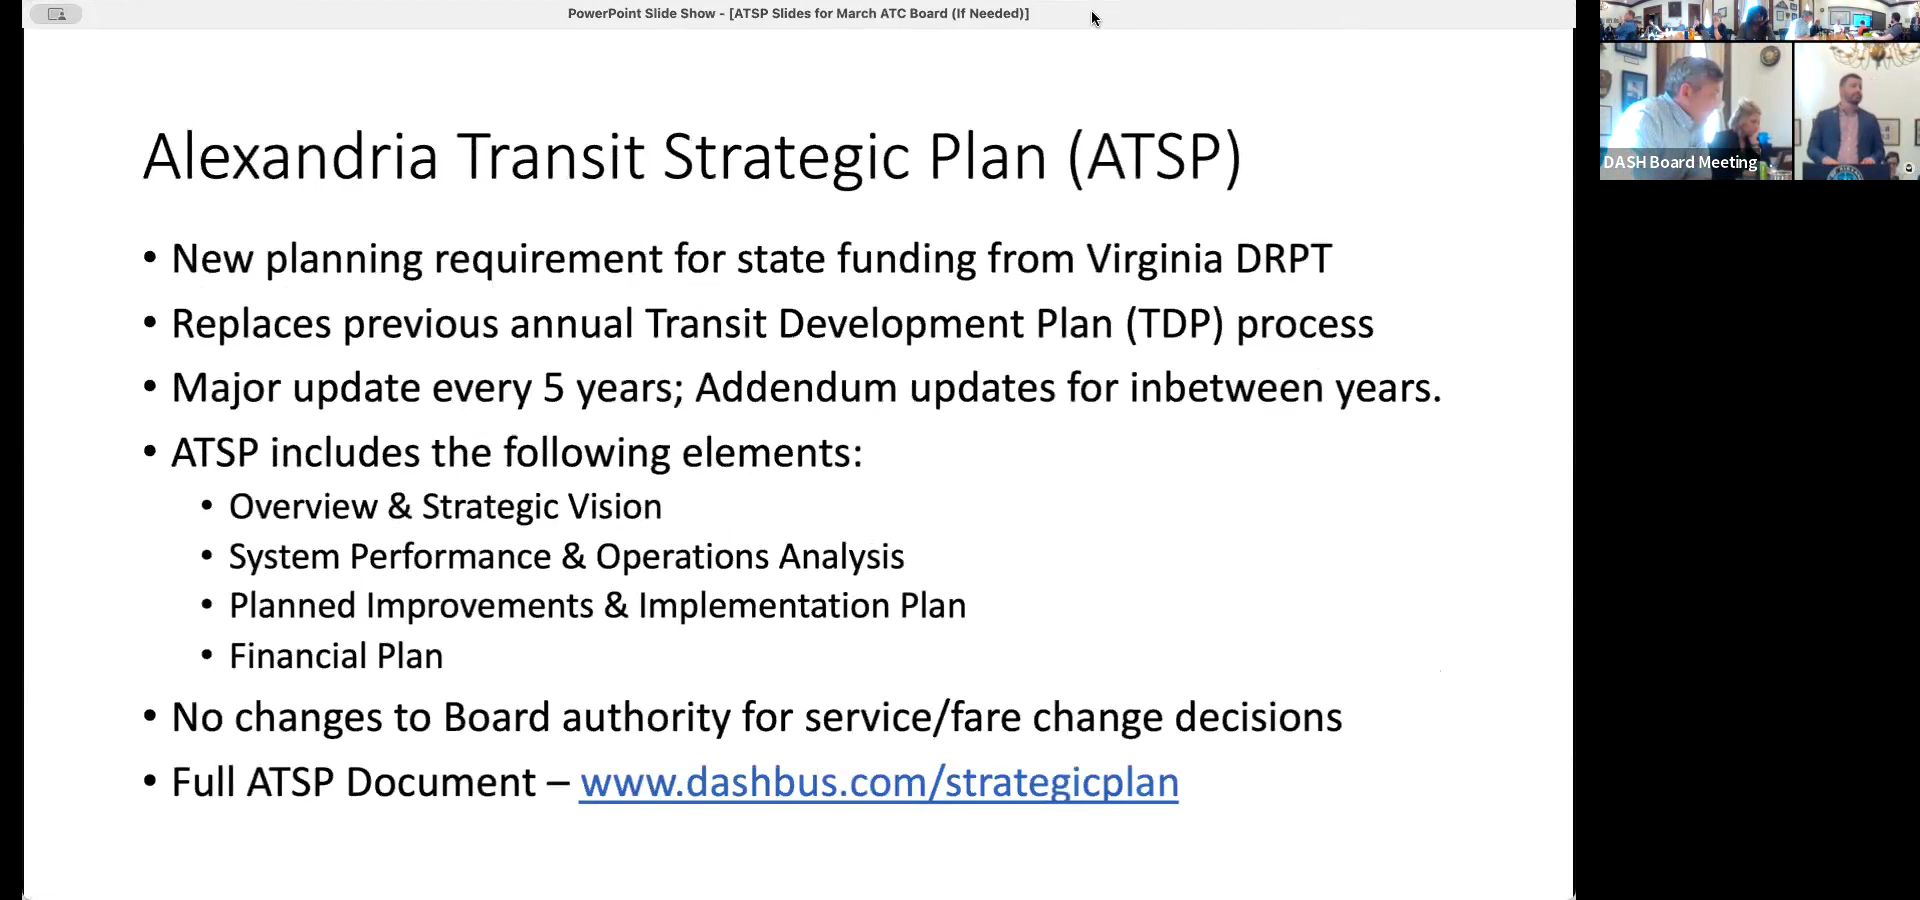 PowerPoint Slide Show - [ATSP Slides for March ATC Board (If Needed)]
Alexandria Transit Strategic Plan (ATSP)
• New planning requirement for state funding from Virginia DRPT
• Replaces previous annual Transit Development Plan (TDP) process
• Major update every 5 years; Addendum updates for inbetween years.
• ATSP includes the following elements:
• Overview & Strategic Vision
• System Performance & Operations Analysis
• Planned Improvements & Implementation Plan
• Financial Plan
• No changes to Board authority for service/fare change decisions
• Full ATSP Document – www.dashbus.com/strategicplan
DASH Board Meeting